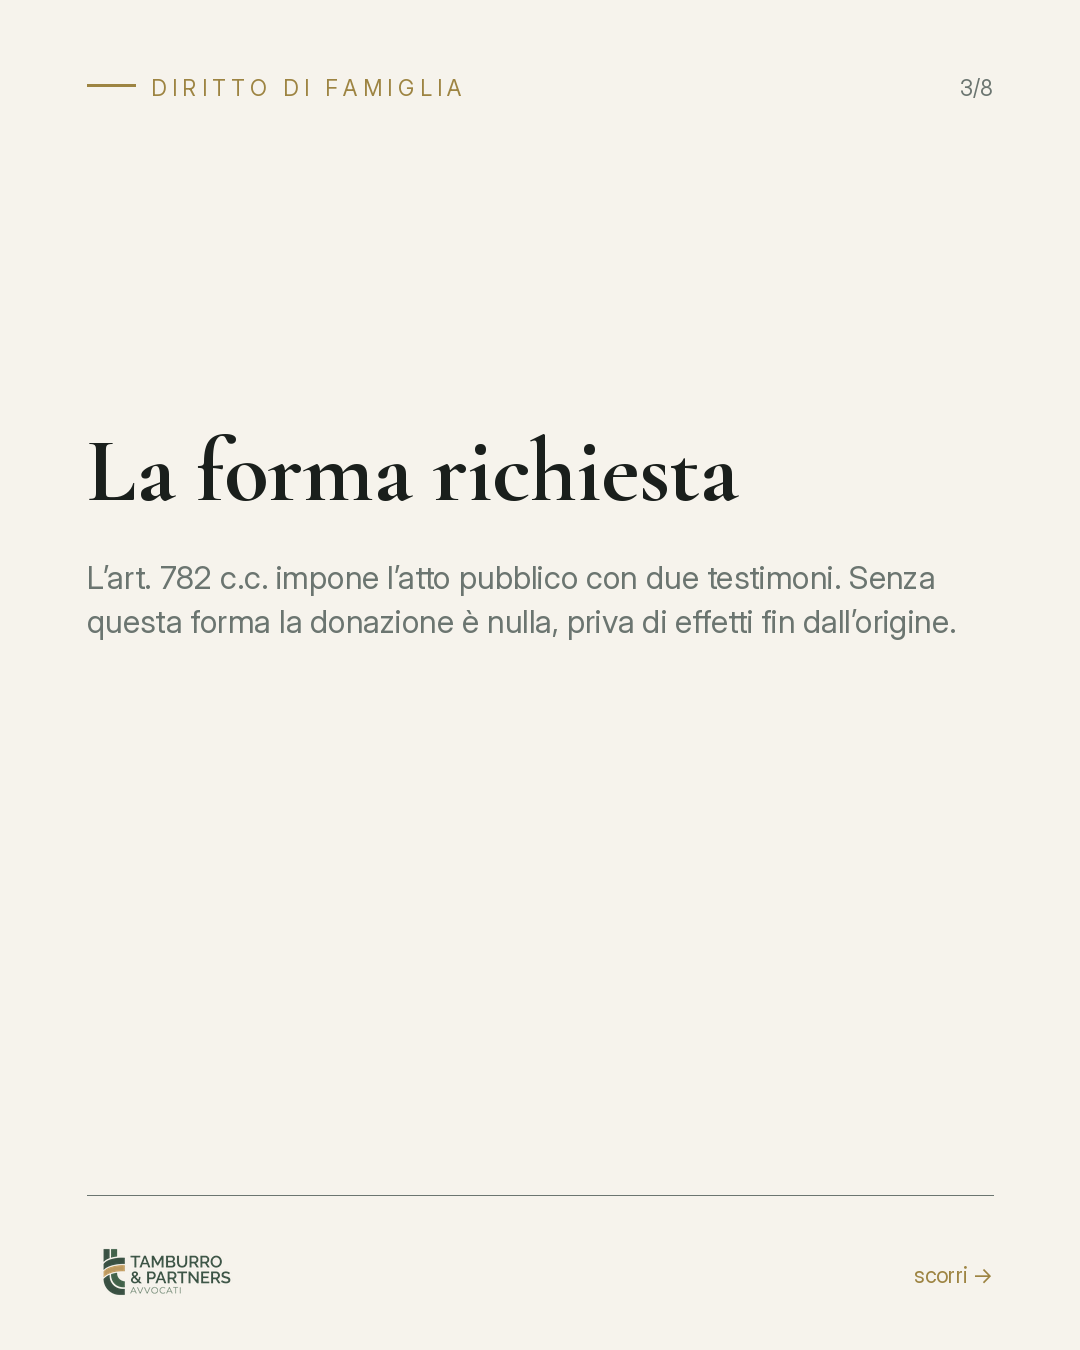 DIRITTO DI FAMIGLIA
3/8
La forma richiesta
L’art. 782 c.c. impone l’atto pubblico con due testimoni. Senza
questa forma la donazione è nulla, priva di effetti fin dall’origine.
TAMBURRO
& PARTNERS
AVVOCATI
scorri →